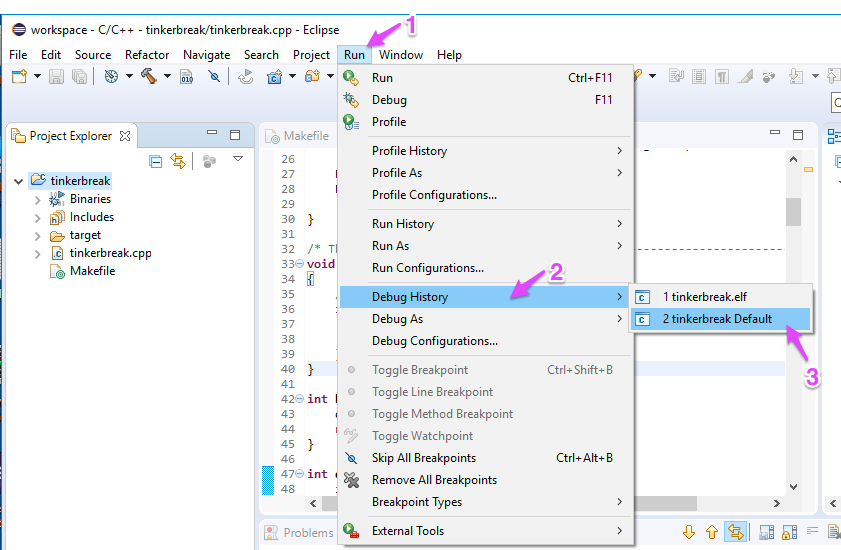 1
workspace - C/C++ - tinkerbreak/tinkerbreak.cpp - Eclipse
File Edit Source Refactor Navigate Search Project Run Window Help
Project Explorer
tinkerbreak
Binaries
Includes
target
tinkerbreak.cpp
Makefile
Makefile
26
27
28
29
30 }
31
32 /* Th
33 void
34 {
35
36 i
37
38
39
40 }
41
42 int
43
44
45 }
46
47 int
48
Run Ctrl+F11
Debug F11
Profile
Profile History
Profile As
Profile Configurations...
Run History
Run As
Run Configurations...
2
Debug History
Debug As
Debug Configurations...
Toggle Breakpoint Ctrl+Shift+B
Toggle Line Breakpoint
Toggle Method Breakpoint
Toggle Watchpoint
Skip All Breakpoints Ctrl+Alt+B
Remove All Breakpoints
Breakpoint Types
External Tools
1 tinkerbreak.elf
2 tinkerbreak Default
3
Problems